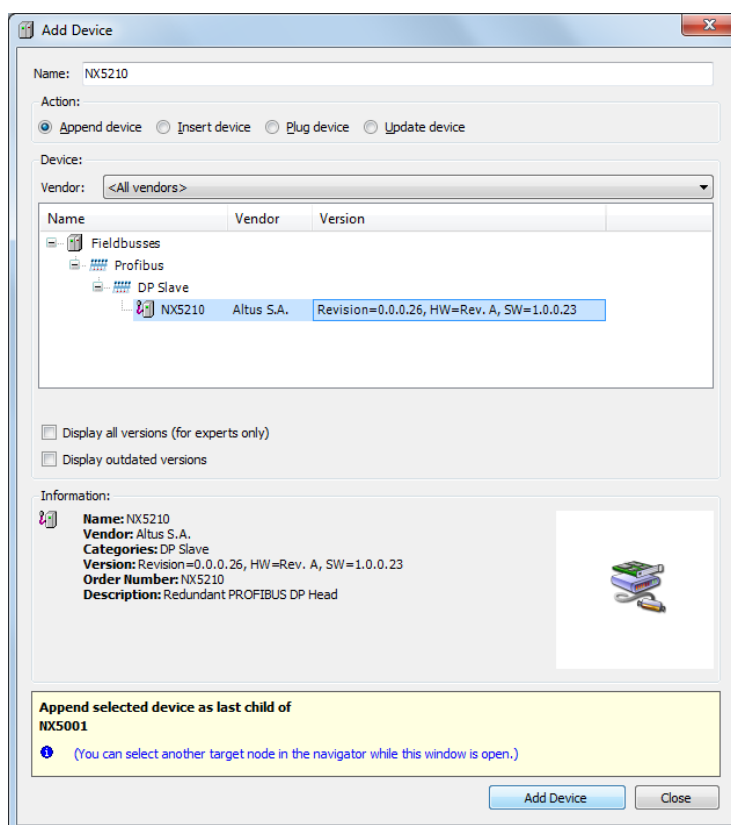 Add Device
Name: NX5210
Action:
Append device Insert device Plug device Update device
Device:
Vendor: <All vendors>
Name Vendor Version
Fieldbusses
Profibus
DP Slave
NX5210 Altus S.A. Revision=0.0.0.26, HW=Rev. A, SW=1.0.0.23
Display all versions (for experts only)
Display outdated versions
Information:
Name: NX5210
Vendor: Altus S.A.
Categories: DP Slave
Version: Revision=0.0.0.26, HW=Rev. A, SW=1.0.0.23
Order Number: NX5210
Description: Redundant PROFIBUS DP Head
Append selected device as last child of
NX5001
(You can select another target node in the navigator while this window is open.)
Add Device Close